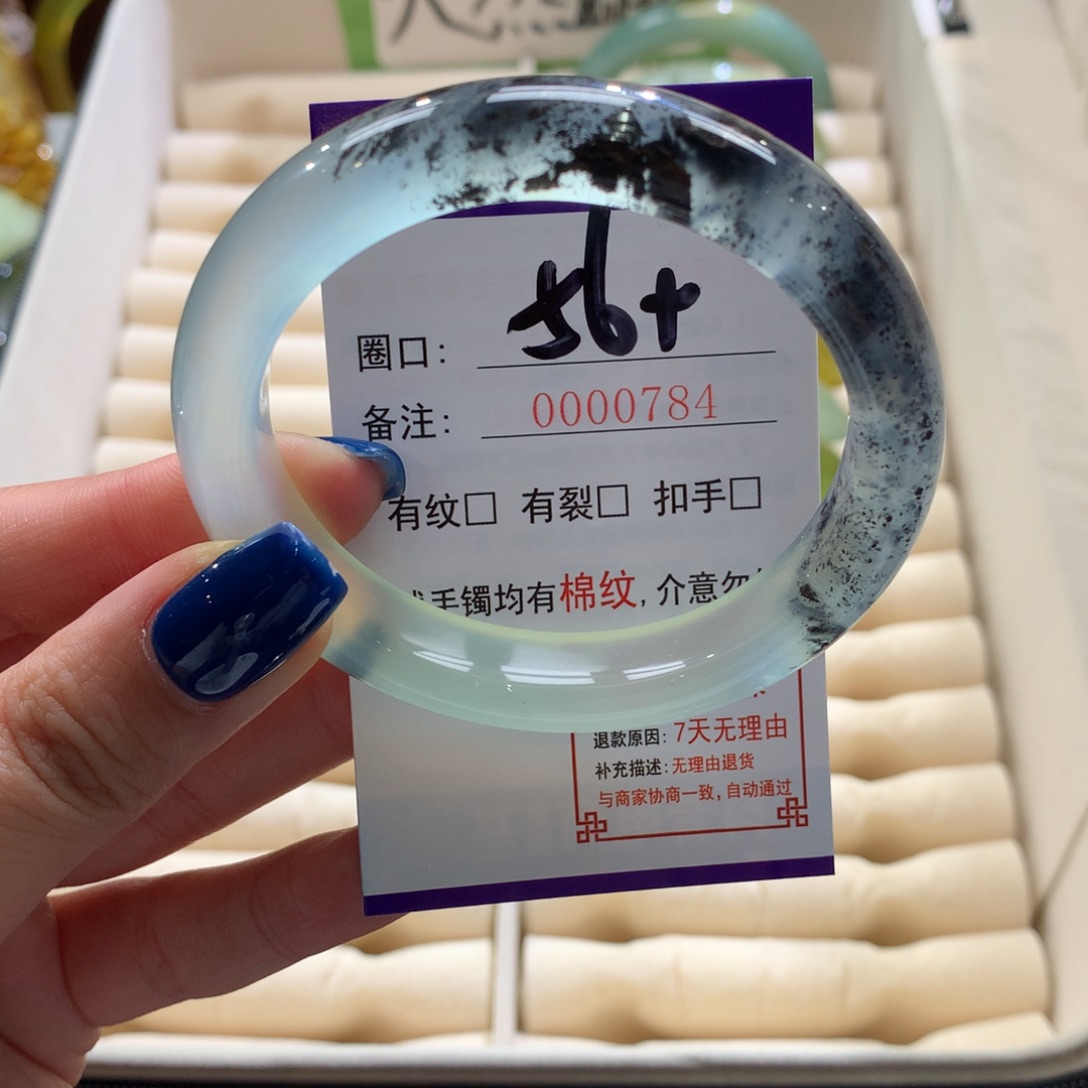 天然
圈口: 56+
备注: 0000784
有纹□ 有裂□ 扣手□
手镯均有棉纹, 介意勿
退款原因: 7天无理由
补充描述: 无理由退货
与商家协商一致, 自动通过